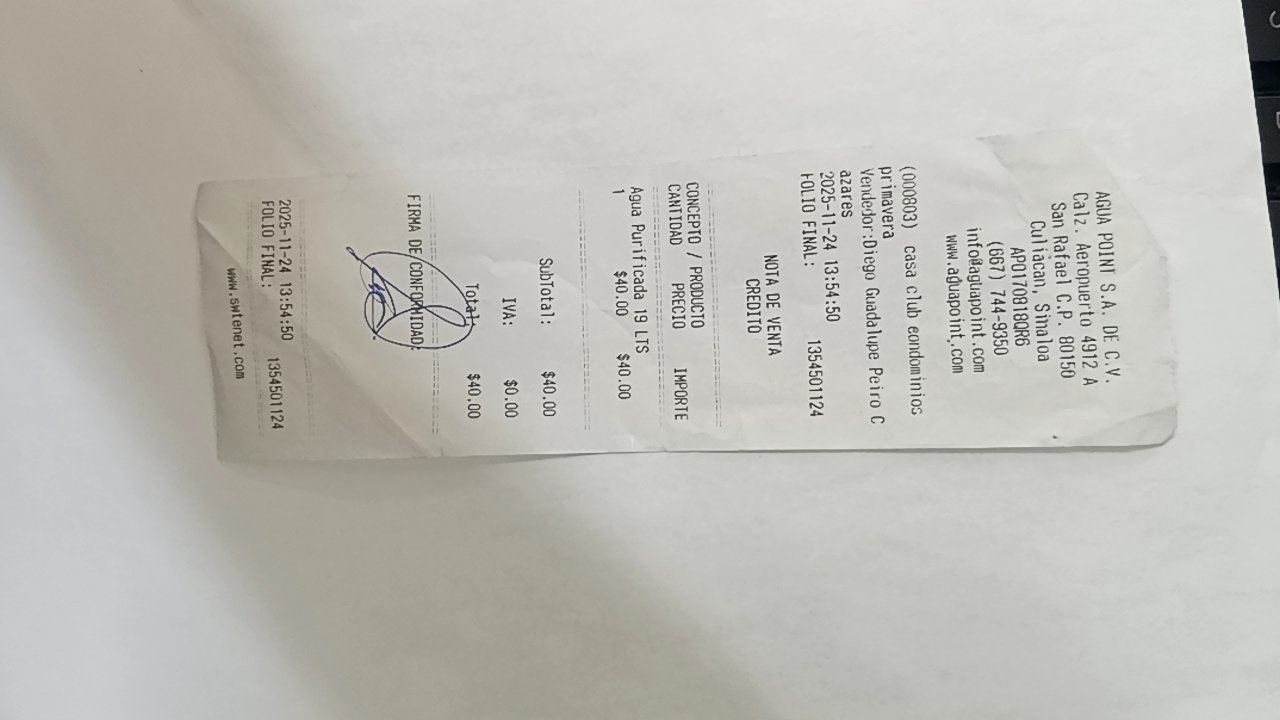 AGUA POINT S.A. DE C.V.
Calz. Aeropuerto 4912 A
San Rafael C.P. 80150
Culiacan, Sinaloa
APO170818QR6
(667) 744-9350
info@aguapoint.com
www.aguapoint.com
(000803) casa club condominios
primavera
Vendedor:Diego Guadalupe Peiro C
azares
2025-11-24 13:54:50
FOLIO FINAL: 1354501124
NOTA DE VENTA
CREDITO
CONCEPTO / PRODUCTO
CANTIDAD PRECIO IMPORTE
Agua Purificada 19 LTS
1 $40.00 $40.00
SubTotal: $40.00
IVA: $0.00
Total: $40.00
FIRMA DE CONFORMIDAD:
2025-11-24 13:54:50
FOLIO FINAL: 1354501124
www.swtenet.com